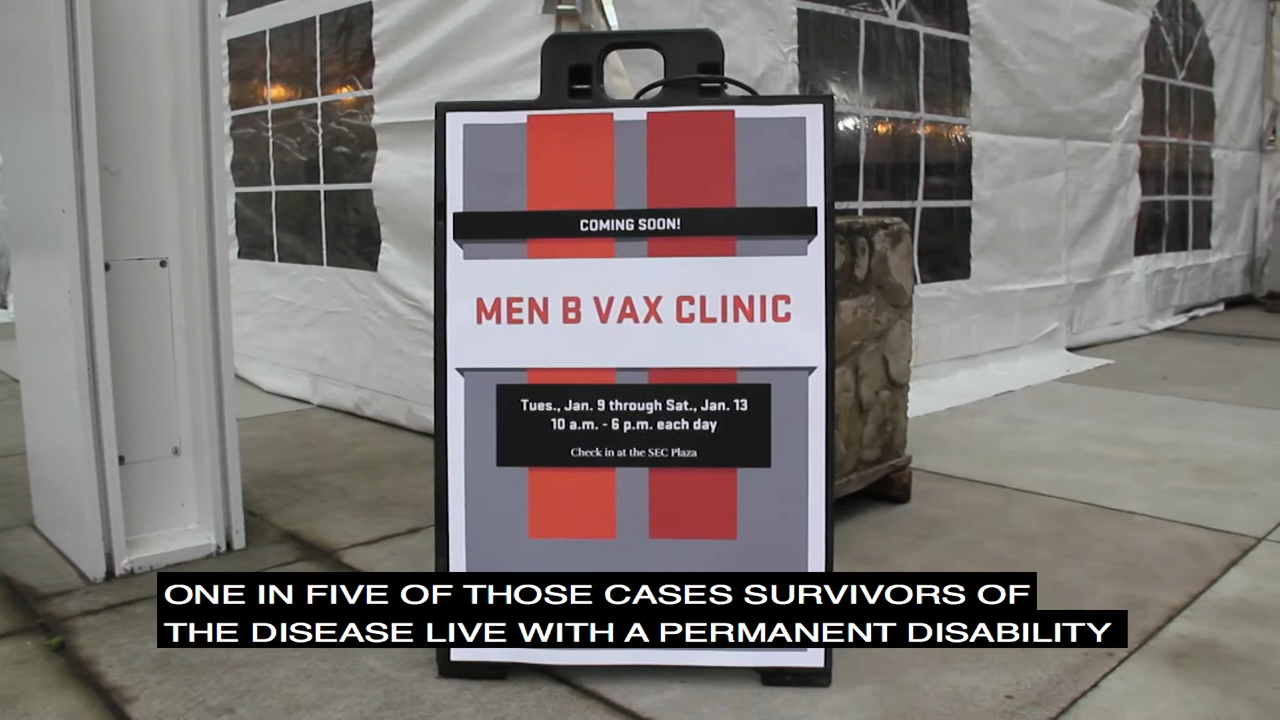 COMING SOON!
MEN B VAX CLINIC
Tues., Jan. 9 through Sat., Jan. 13
10 a.m. - 6 p.m. each day
Check in at the SEC Plaza
ONE IN FIVE OF THOSE CASES SURVIVORS OF
THE DISEASE LIVE WITH A PERMANENT DISABILITY